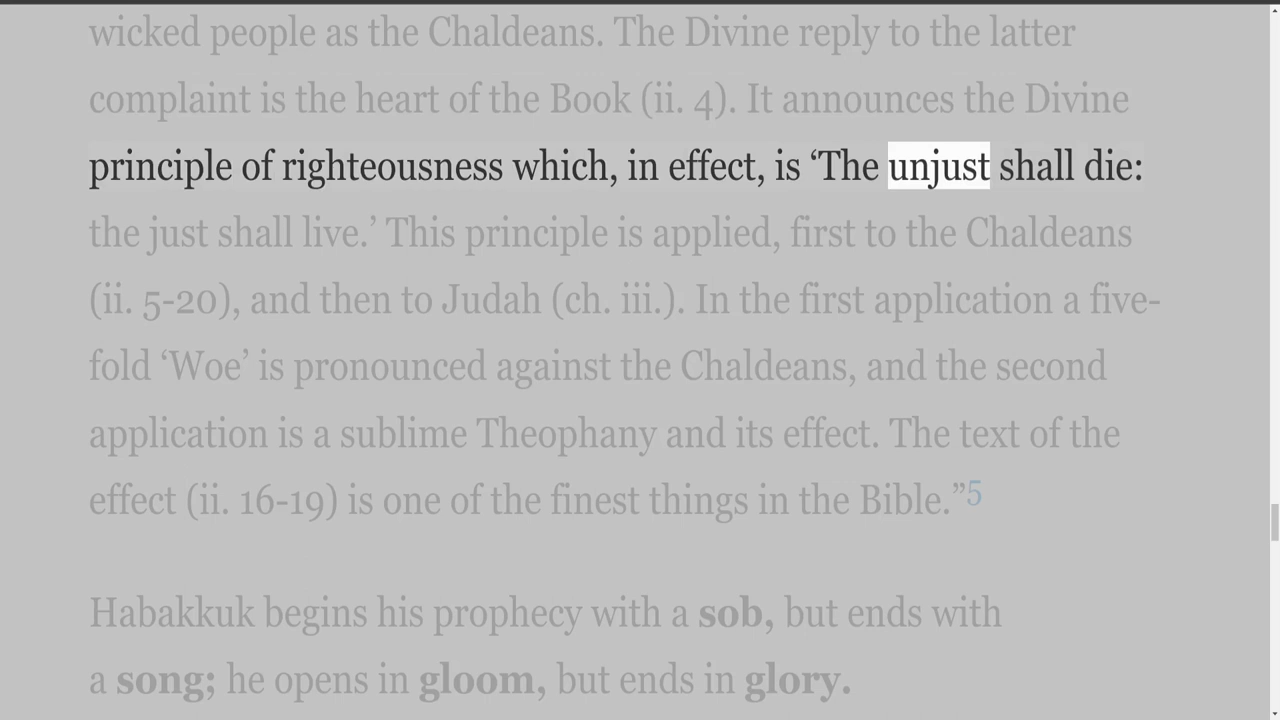 wicked people as the Chaldeans. The Divine reply to the latter
complaint is the heart of the Book (ii. 4). It announces the Divine
principle of righteousness which, in effect, is ‘The unjust shall die:
the just shall live.’ This principle is applied, first to the Chaldeans
(ii. 5-20), and then to Judah (ch. iii.). In the first application a five-
fold ‘Woe’ is pronounced against the Chaldeans, and the second
application is a sublime Theophany and its effect. The text of the
effect (ii. 16-19) is one of the finest things in the Bible.”5
Habakkuk begins his prophecy with a sob, but ends with
a song; he opens in gloom, but ends in glory.